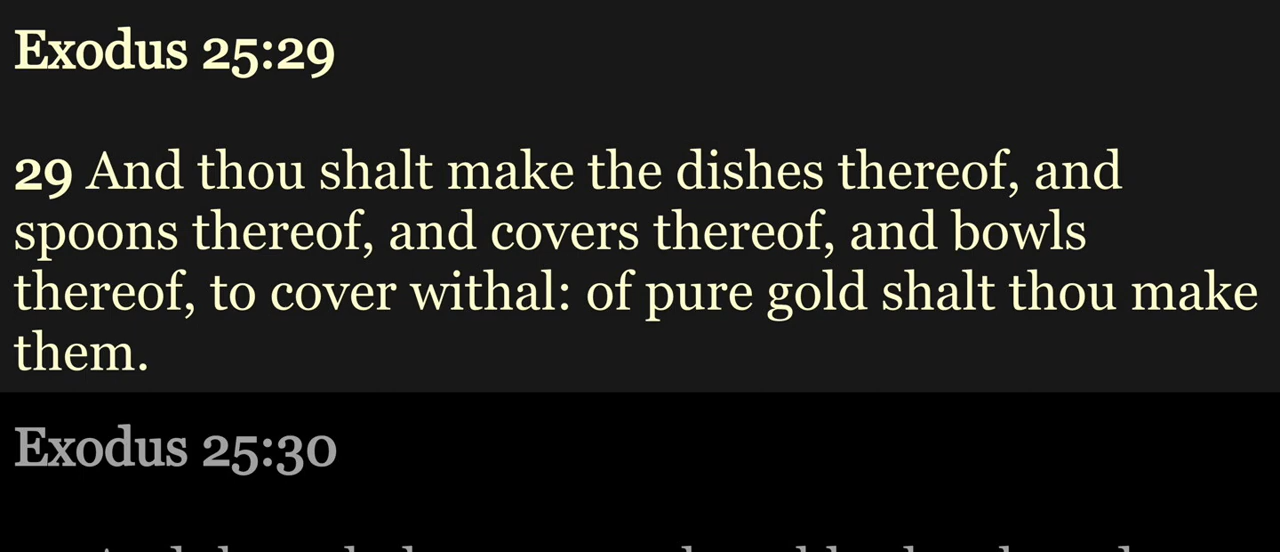 Exodus 25:29
29 And thou shalt make the dishes thereof, and
spoons thereof, and covers thereof, and bowls
thereof, to cover withal: of pure gold shalt thou make
them.
Exodus 25:30